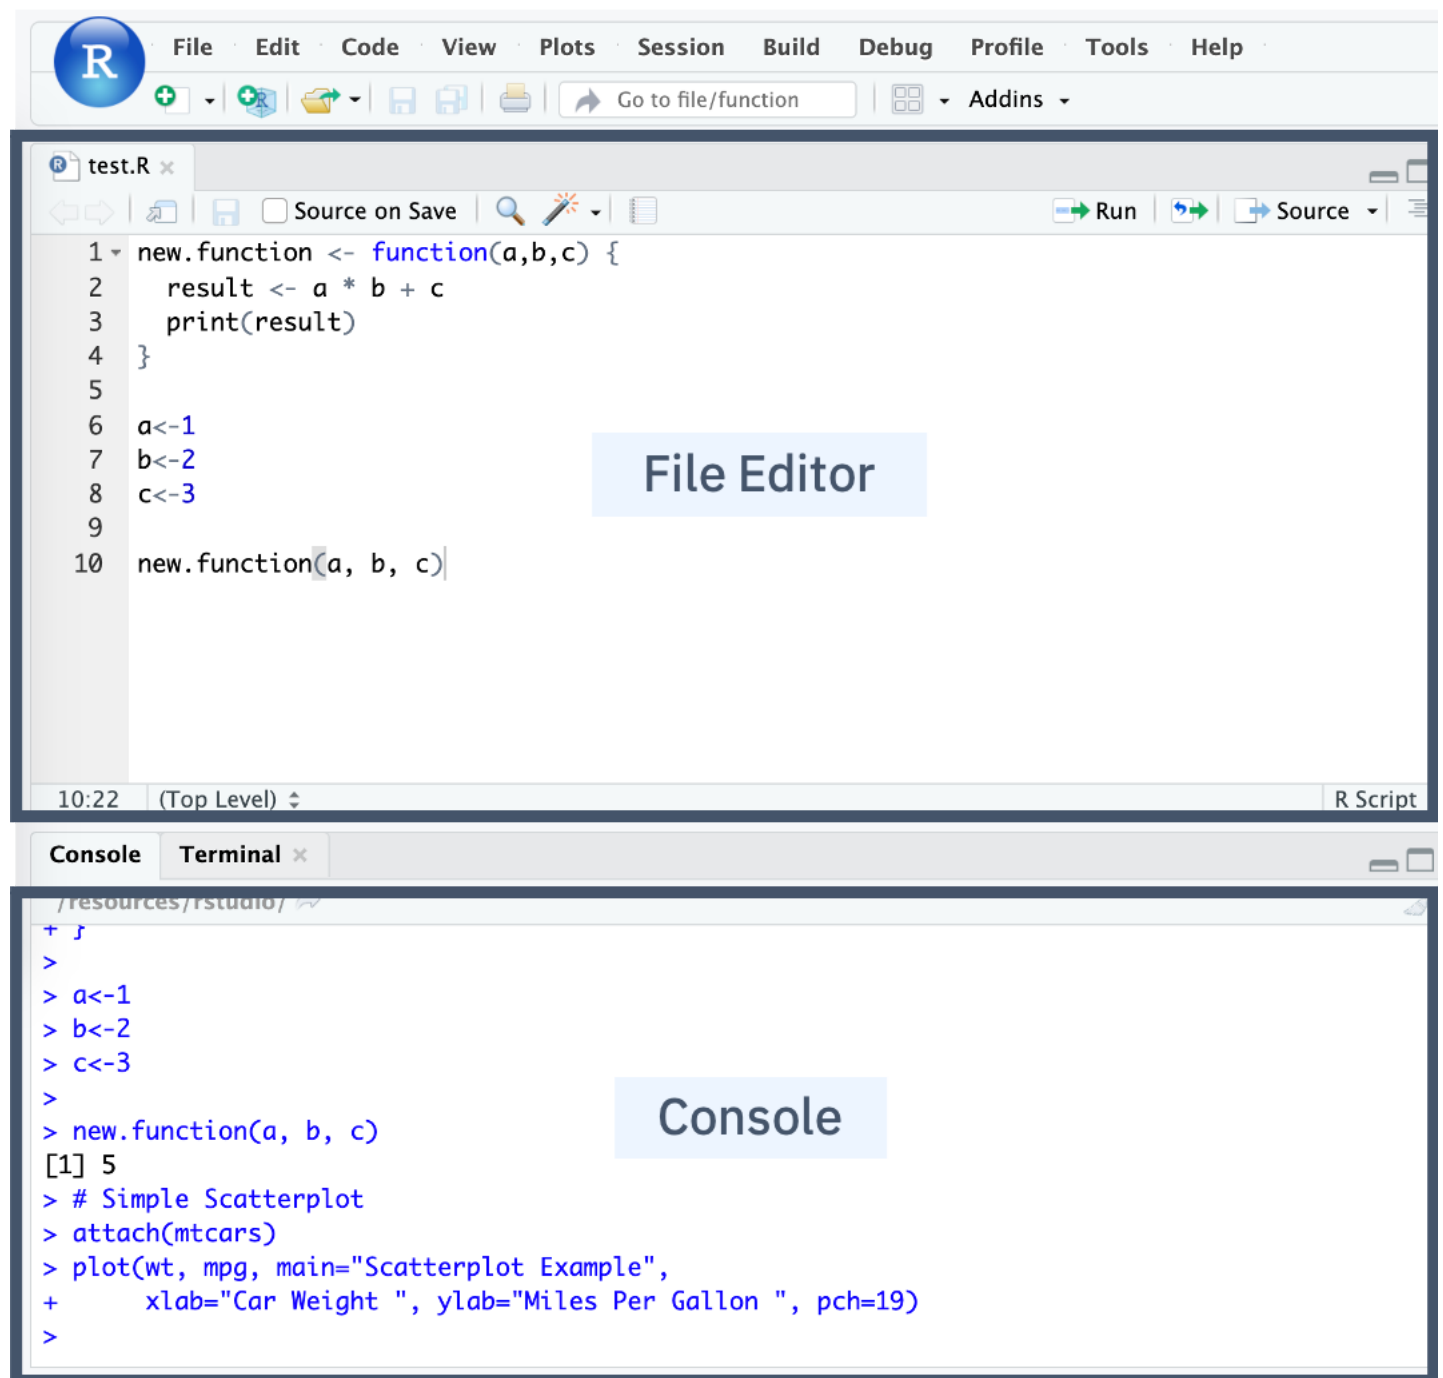 R File Edit Code View Plots Session Build Debug Profile Tools Help
R Go to file/function Addins
R test.R
Source on Save Run Source
1 new.function <- function(a,b,c) {
2   result <- a * b + c
3   print(result)
4 }
5
6 a<-1
7 b<-2
8 c<-3
9
10 new.function(a, b, c)
File Editor
10:22 (Top Level) R Script
Console Terminal
/resources/rstudio/
+ }
>
> a<-1
> b<-2
> c<-3
>
> new.function(a, b, c)
[1] 5
> # Simple Scatterplot
> attach(mtcars)
> plot(wt, mpg, main="Scatterplot Example",
+      xlab="Car Weight ", ylab="Miles Per Gallon ", pch=19)
>
Console